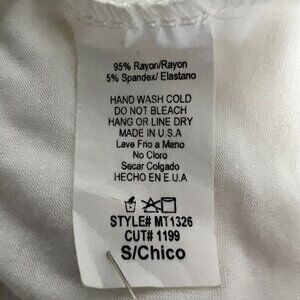 95% Rayon/Rayon
5% Spandex/ Elastano
HAND WASH COLD
DO NOT BLEACH
HANG OR LINE DRY
MADE IN U.S.A
Lave Frio a Mano
No Cloro
Secar Colgado
HECHO EN E.U.A
STYLE# MT1326
CUT# 1199
S/Chico